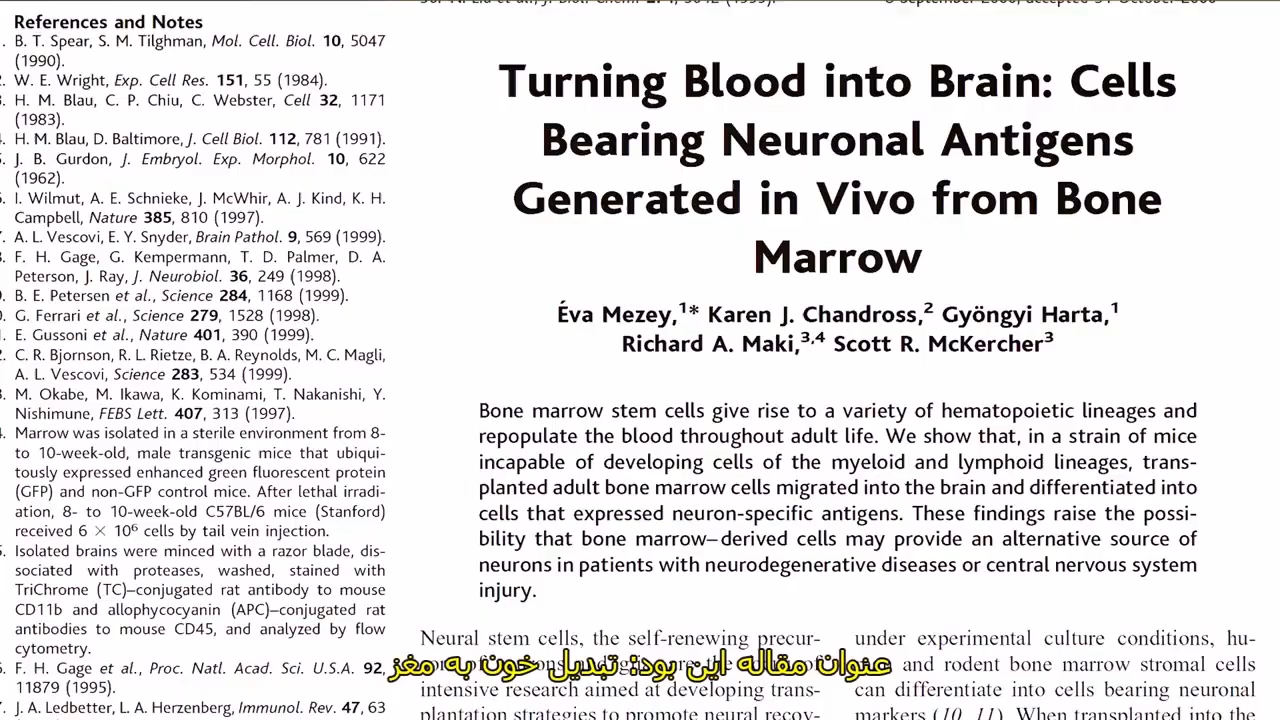 References and Notes
B. T. Spear, S. M. Tilghman, Mol. Cell. Biol. 10, 5047
(1990).
W. E. Wright, Exp. Cell Res. 151, 55 (1984).
H. M. Blau, C. P. Chiu, C. Webster, Cell 32, 1171
(1983).
H. M. Blau, D. Baltimore, J. Cell Biol. 112, 781 (1991).
J. B. Gurdon, J. Embryol. Exp. Morphol. 10, 622
(1962).
I. Wilmut, A. E. Schnieke, J. McWhir, A. J. Kind, K. H.
Campbell, Nature 385, 810 (1997).
A. L. Vescovi, E. Y. Snyder, Brain Pathol. 9, 569 (1999).
F. H. Gage, G. Kempermann, T. D. Palmer, D. A.
Peterson, J. Ray, J. Neurobiol. 36, 249 (1998).
B. E. Petersen et al., Science 284, 1168 (1999).
G. Ferrari et al., Science 279, 1528 (1998).
E. Gussoni et al., Nature 401, 390 (1999).
C. R. Bjornson, R. L. Rietze, B. A. Reynolds, M. C. Magli,
A. L. Vescovi, Science 283, 534 (1999).
M. Okabe, M. Ikawa, K. Kominami, T. Nakanishi, Y.
Nishimune, FEBS Lett. 407, 313 (1997).
Marrow was isolated in a sterile environment from 8-
to 10-week-old, male transgenic mice that ubiqui-
tously expressed enhanced green fluorescent protein
(GFP) and non-GFP control mice. After lethal irradi-
ation, 8- to 10-week-old C57BL/6 mice (Stanford)
received 6 × 10⁶ cells by tail vein injection.
Isolated brains were minced with a razor blade, dis-
sociated with proteases, washed, stained with
TriChrome (TC)–conjugated rat antibody to mouse
CD11b and allophycocyanin (APC)–conjugated rat
antibodies to mouse CD45, and analyzed by flow
cytometry.
F. H. Gage et al., Proc. Natl. Acad. Sci. U.S.A. 92,
11879 (1995).
J. A. Ledbetter, L. A. Herzenberg, Immunol. Rev. 47, 63
Turning Blood into Brain: Cells
Bearing Neuronal Antigens
Generated in Vivo from Bone
Marrow
Éva Mezey,¹* Karen J. Chandross,² Gyöngyi Harta,¹
Richard A. Maki,³,⁴ Scott R. McKercher³
Bone marrow stem cells give rise to a variety of hematopoietic lineages and
repopulate the blood throughout adult life. We show that, in a strain of mice
incapable of developing cells of the myeloid and lymphoid lineages, trans-
planted adult bone marrow cells migrated into the brain and differentiated into
cells that expressed neuron-specific antigens. These findings raise the possi-
bility that bone marrow–derived cells may provide an alternative source of
neurons in patients with neurodegenerative diseases or central nervous system
injury.
Neural stem cells, the self-renewing precur-
intensive research aimed at developing trans-
plantation strategies to promote neural recov-
under experimental culture conditions, hu-
and rodent bone marrow stromal cells
can differentiate into cells bearing neuronal
markers (10, 11). When transplanted into the
عنوان مقاله این بود: تبدیل خون به مغز